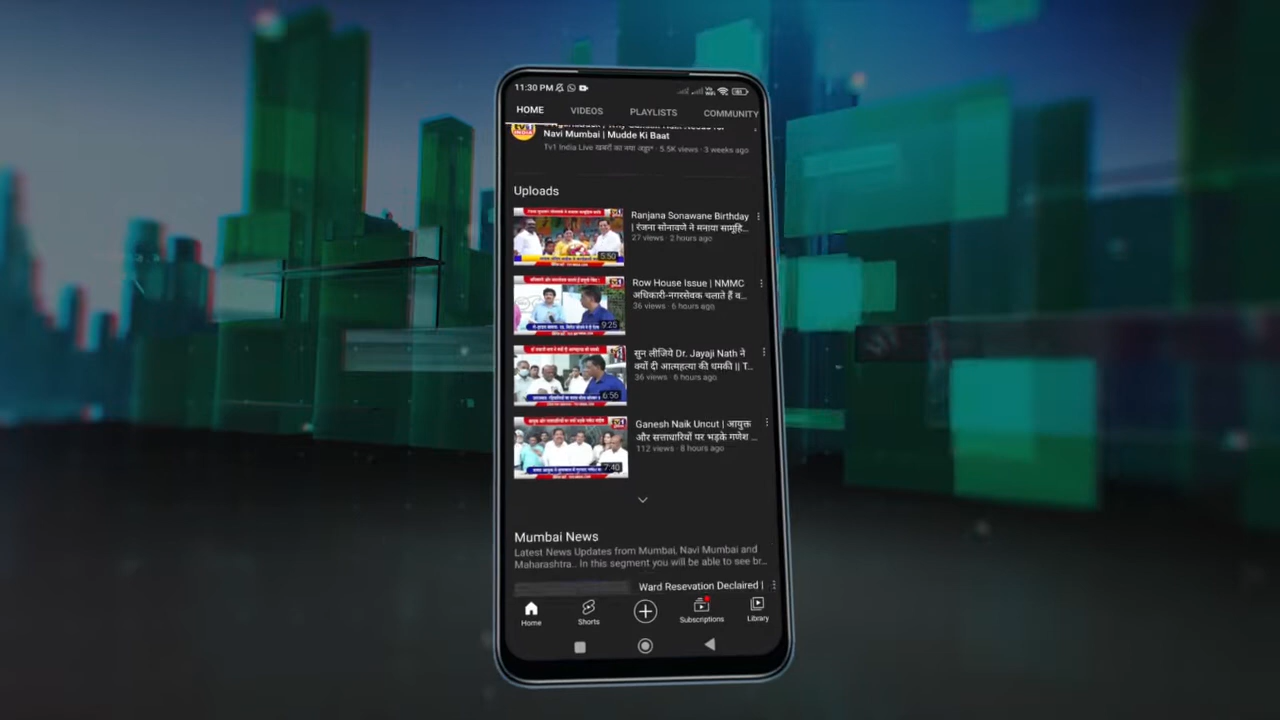 11:30 PM
HOME VIDEOS PLAYLISTS COMMUNITY
Navi Mumbai | Mudde Ki Baat
Tv1 India Live खबरों का नया अड्डा* · 5.5K views · 3 weeks ago
Uploads
Ranjana Sonawane Birthday
| रंजना सोनावणे ने मनाया सामूहि...
27 views · 2 hours ago
5:50
Row House Issue | NMMC
अधिकारी-नगरसेवक चलाते हैं व...
36 views · 6 hours ago
9:25
सुन लीजिये Dr. Jayaji Nath ने
क्यों दी आत्महत्या की धमकी || T...
36 views · 6 hours ago
6:56
Ganesh Naik Uncut | आयुक्त
और सत्ताधारियों पर भड़के गणेश ...
112 views · 8 hours ago
7:40
Mumbai News
Latest News Updates from Mumbai, Navi Mumbai and
Maharashtra.. In this segment you will be able to see br...
Ward Resevation Declaired |
Home Shorts Subscriptions Library